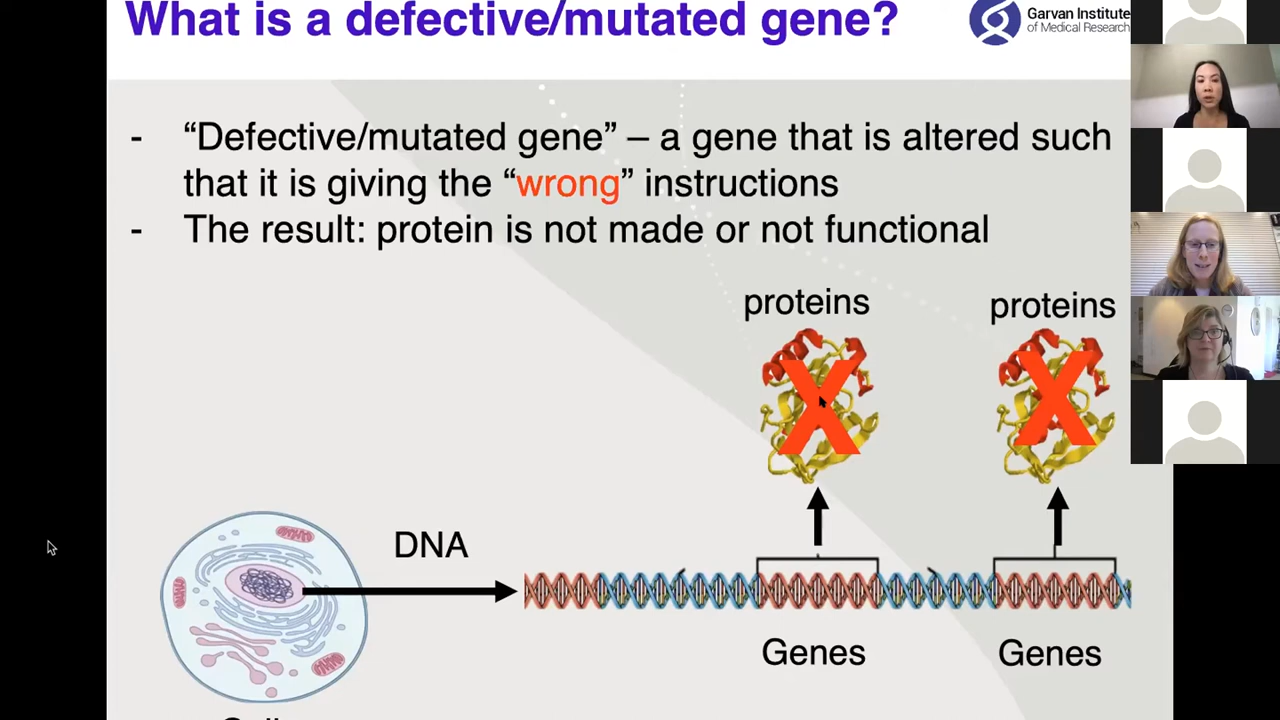 What is a defective/mutated gene?
Garvan Institute
of Medical Research
- “Defective/mutated gene” – a gene that is altered such
that it is giving the “wrong” instructions
- The result: protein is not made or not functional
proteins
proteins
X
X
DNA
Genes
Genes